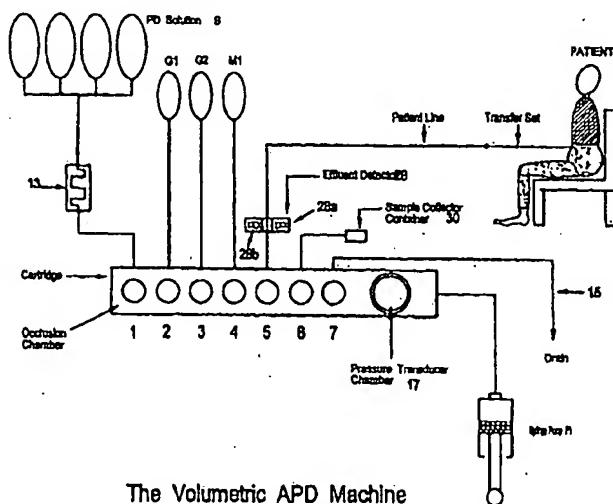 PD Solution 9
G1 G2 M1
PATIENT
Patient Line
Transfer Set
13
Effluent Detector 28
28a
28b
Sample Collector
Container 30
Cartridge
Occlusion
Chamber
1 2 3 4 5 6 7
Pressure Transducer
Chamber 17
15
Drain
Pump
The Volumetric APD Machine